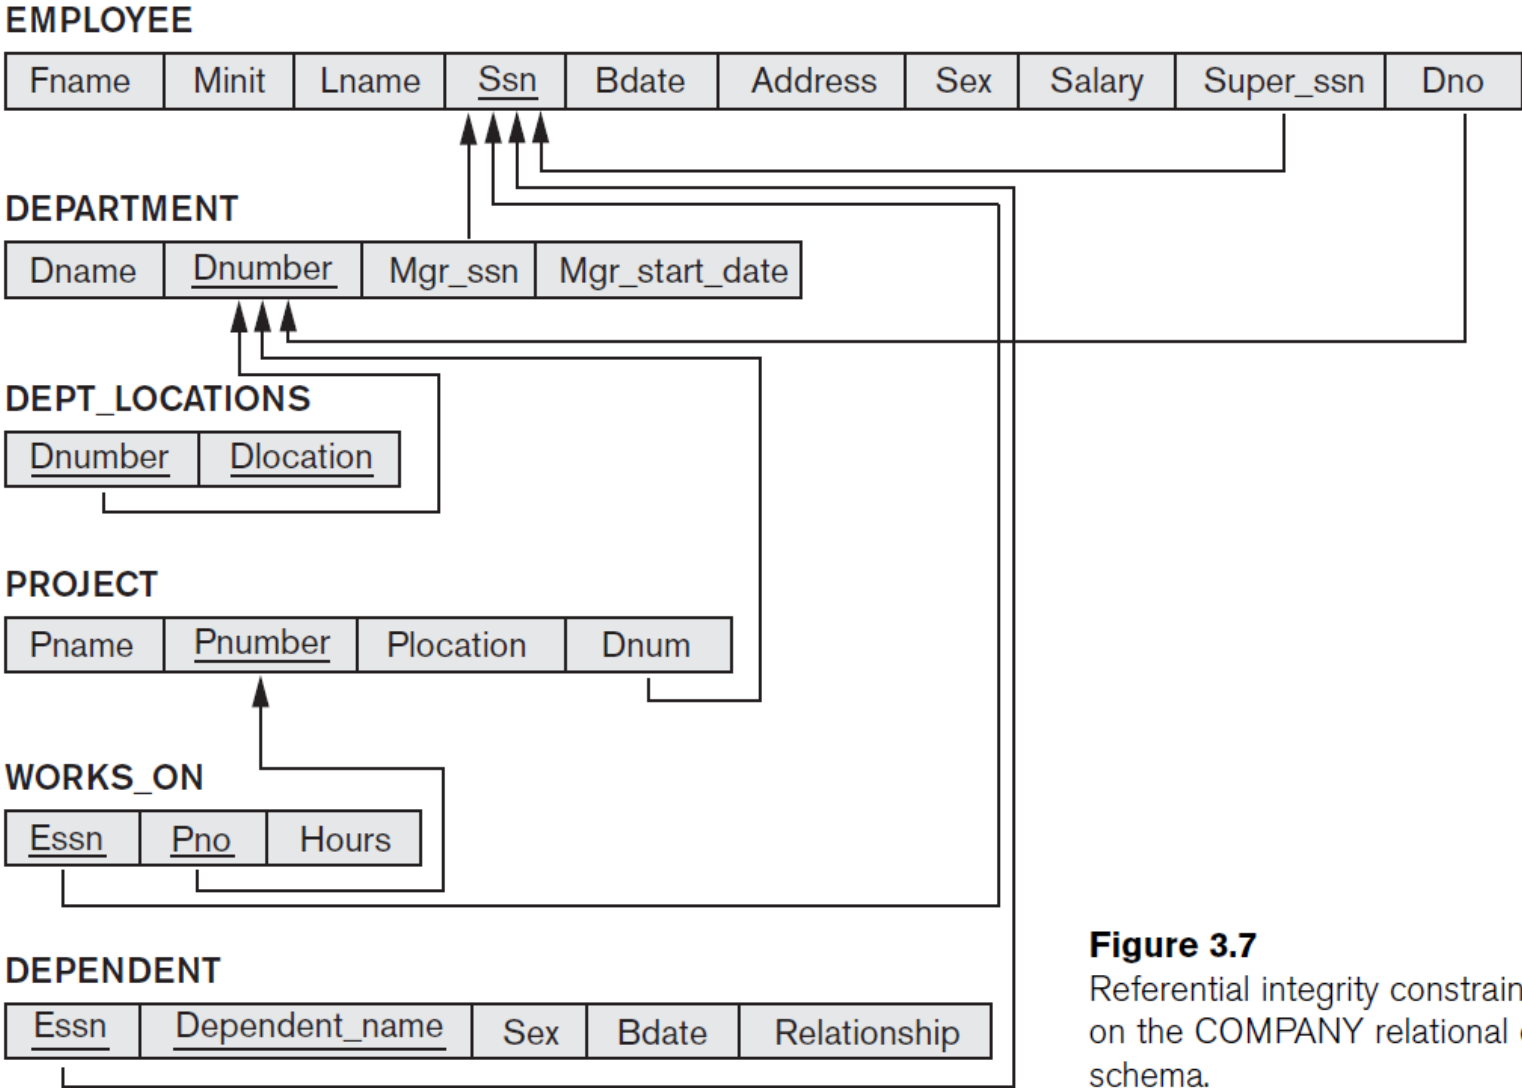 EMPLOYEE
Fname Minit Lname Ssn Bdate Address Sex Salary Super_ssn Dno
DEPARTMENT
Dname Dnumber Mgr_ssn Mgr_start_date
DEPT_LOCATIONS
Dnumber Dlocation
PROJECT
Pname Pnumber Plocation Dnum
WORKS_ON
Essn Pno Hours
DEPENDENT
Essn Dependent_name Sex Bdate Relationship
Figure 3.7
Referential integrity constrain
on the COMPANY relational
schema.